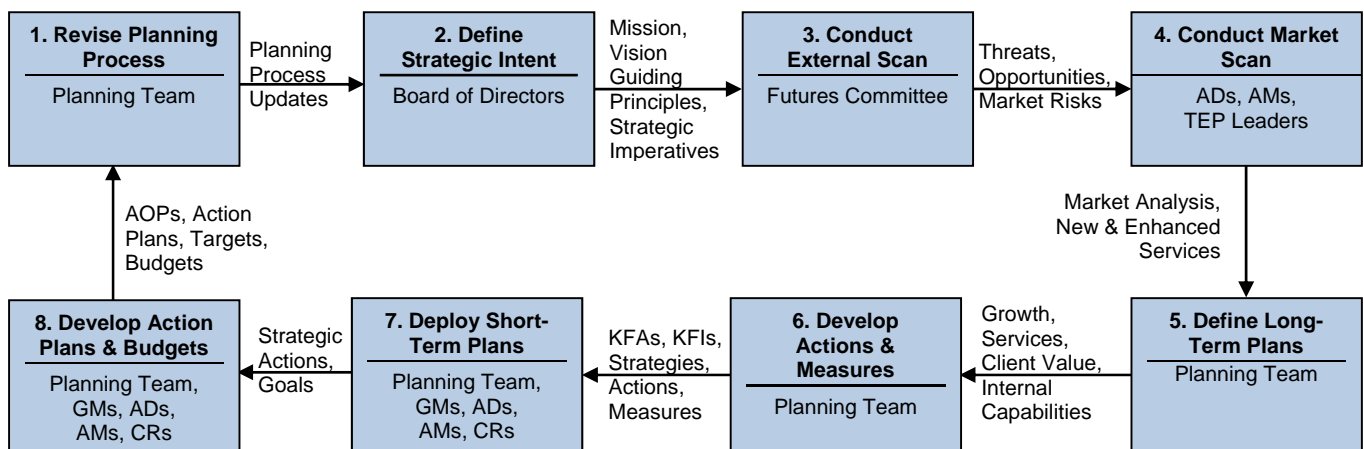 1. Revise Planning
Process
Planning Team
Planning
Process
Updates
2. Define
Strategic Intent
Board of Directors
Mission,
Vision
Guiding
Principles,
Strategic
Imperatives
3. Conduct
External Scan
Futures Committee
Threats,
Opportunities,
Market Risks
4. Conduct Market
Scan
ADs, AMs,
TEP Leaders
Market Analysis,
New & Enhanced
Services
5. Define Long-
Term Plans
Planning Team
Growth,
Services,
Client Value,
Internal
Capabilities
6. Develop
Actions &
Measures
Planning Team
KFAs, KFIs,
Strategies,
Actions,
Measures
7. Deploy Short-
Term Plans
Planning Team,
GMs, ADs,
AMs, CRs
Strategic
Actions,
Goals
8. Develop Action
Plans & Budgets
Planning Team,
GMs, ADs,
AMs, CRs
AOPs, Action
Plans, Targets,
Budgets